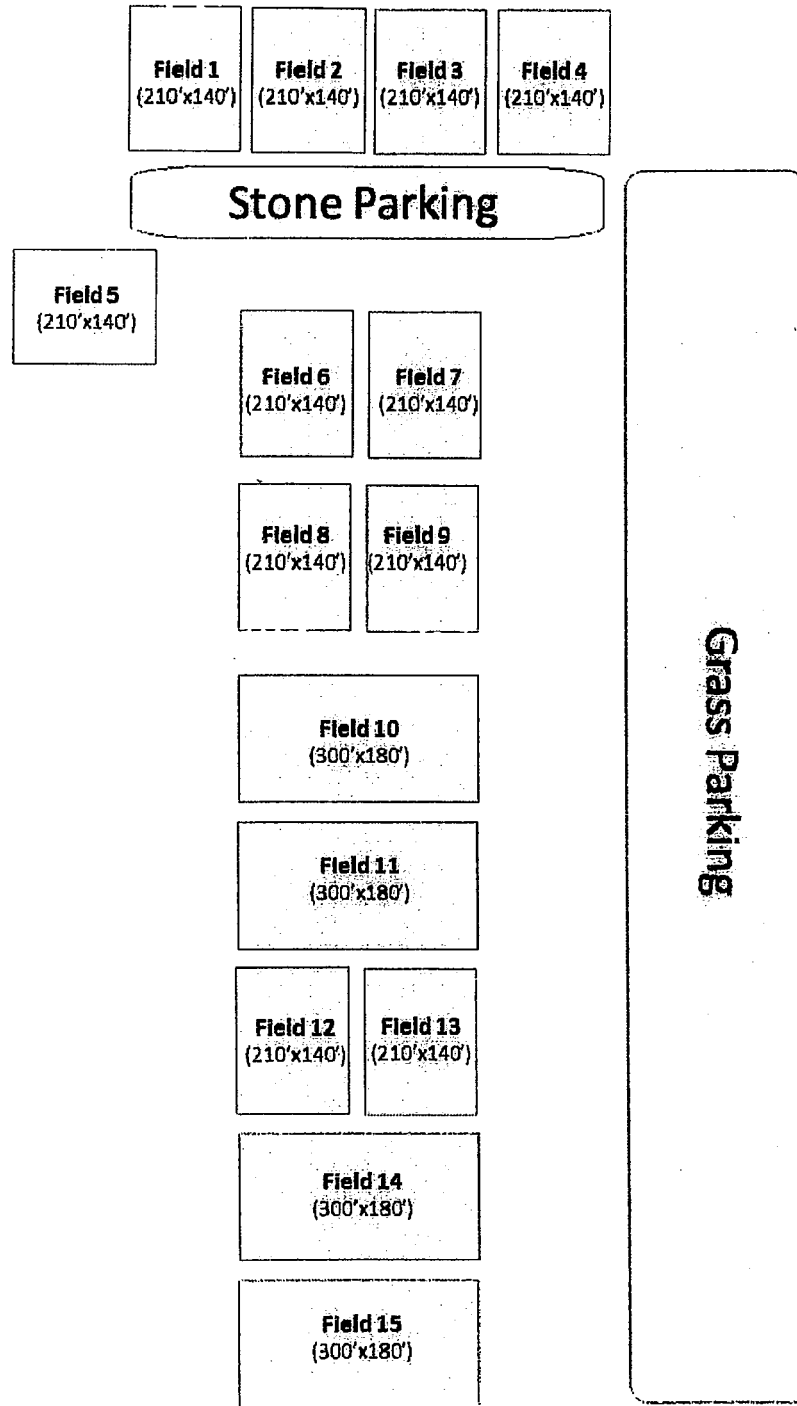 Field 1
(210'x140')
Field 2
(210'x140')
Field 3
(210'x140')
Field 4
(210'x140')
Stone Parking
Field 5
(210'x140')
Field 6
(210'x140')
Field 7
(210'x140')
Field 8
(210'x140')
Field 9
(210'x140')
Field 10
(300'x180')
Field 11
(300'x180')
Field 12
(210'x140')
Field 13
(210'x140')
Field 14
(300'x180')
Field 15
(300'x180')
Grass Parking